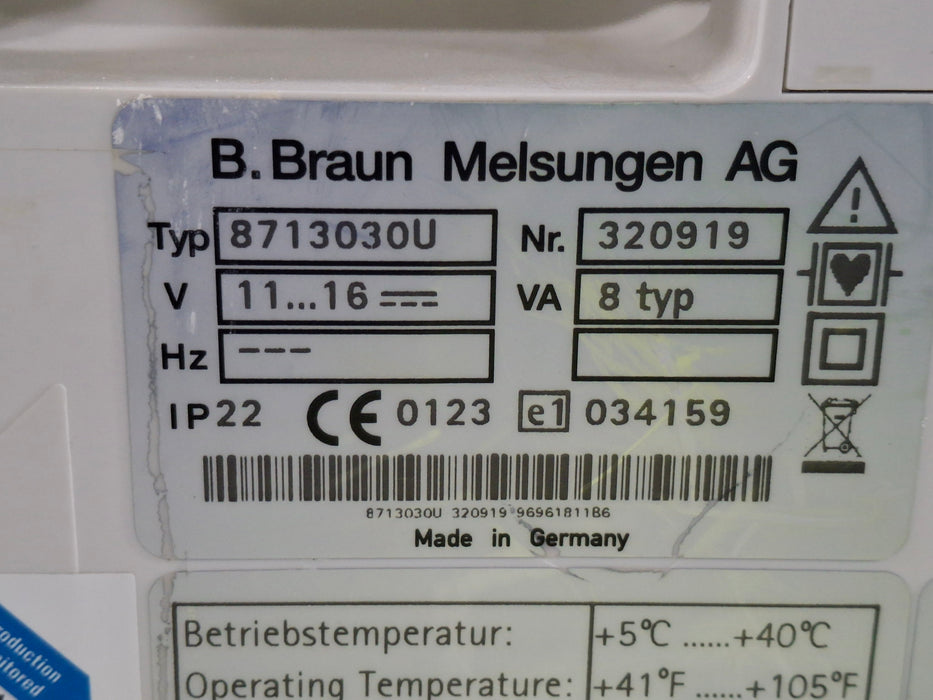 B. Braun Melsungen AG
Typ 8713030U Nr. 320919
V 11...16 VA 8 typ
Hz ---
IP22 CE 0123 e1 034159
8713030U 320919 96961811B6
Made in Germany
Betriebstemperatur: +5°C ......+40°C
Operating Temperature: +41°F ......+105°F